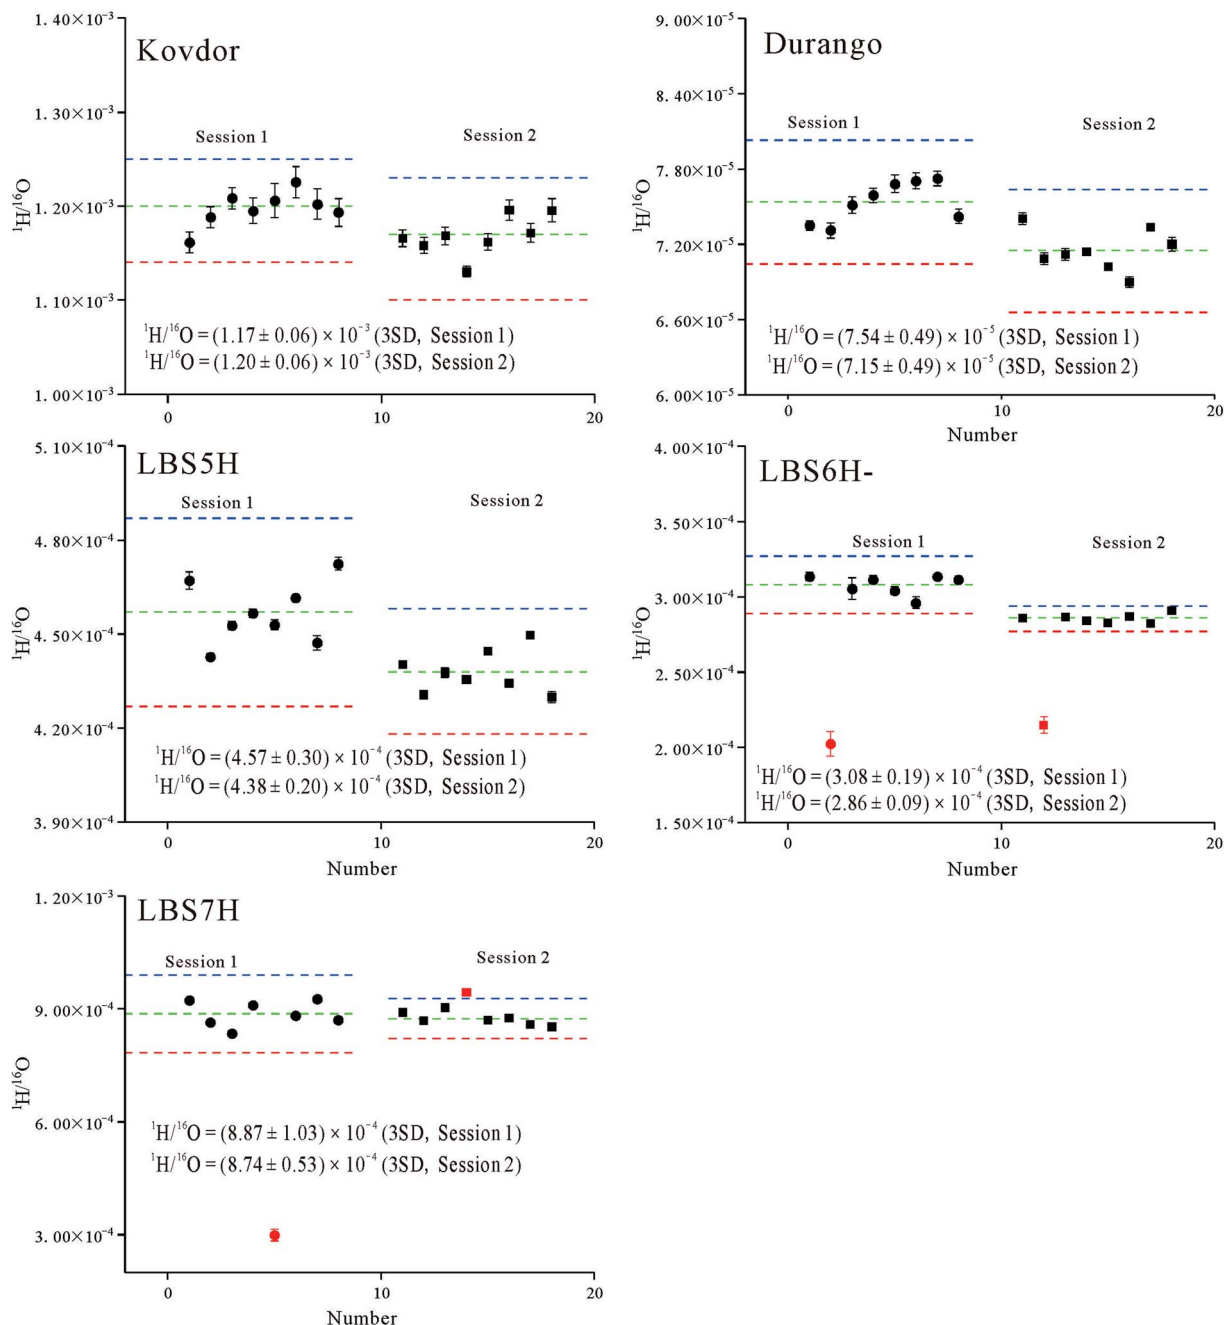 Kovdor
1.40×10⁻³
1.30×10⁻³
1.20×10⁻³
1.10×10⁻³
1.00×10⁻³
¹H/¹⁶O
Session 1
Session 2
¹H/¹⁶O = (1.17 ± 0.06) × 10⁻³ (3SD, Session 1)
¹H/¹⁶O = (1.20 ± 0.06) × 10⁻³ (3SD, Session 2)
0 10 20
Durango
9.00×10⁻⁵
8.40×10⁻⁵
7.80×10⁻⁵
7.20×10⁻⁵
6.60×10⁻⁵
6.00×10⁻⁵
¹H/¹⁶O
Session 1
Session 2
¹H/¹⁶O = (7.54 ± 0.49) × 10⁻⁵ (3SD, Session 1)
¹H/¹⁶O = (7.15 ± 0.49) × 10⁻⁵ (3SD, Session 2)
0 10 20
Number
LBS5H
5.10×10⁻⁴
4.80×10⁻⁴
4.50×10⁻⁴
4.20×10⁻⁴
3.90×10⁻⁴
¹H/¹⁶O
Session 1
Session 2
¹H/¹⁶O = (4.57 ± 0.30) × 10⁻⁴ (3SD, Session 1)
¹H/¹⁶O = (4.38 ± 0.20) × 10⁻⁴ (3SD, Session 2)
0 10 20
Number
LBS6H-
4.00×10⁻⁴
3.50×10⁻⁴
3.00×10⁻⁴
2.50×10⁻⁴
2.00×10⁻⁴
1.50×10⁻⁴
¹H/¹⁶O
Session 1
Session 2
¹H/¹⁶O = (3.08 ± 0.19) × 10⁻⁴ (3SD, Session 1)
¹H/¹⁶O = (2.86 ± 0.09) × 10⁻⁴ (3SD, Session 2)
0 10 20
Number
LBS7H
1.20×10⁻³
9.00×10⁻⁴
6.00×10⁻⁴
3.00×10⁻⁴
¹H/¹⁶O
Session 1
Session 2
¹H/¹⁶O = (8.87 ± 1.03) × 10⁻⁴ (3SD, Session 1)
¹H/¹⁶O = (8.74 ± 0.53) × 10⁻⁴ (3SD, Session 2)
0 10 20
Number